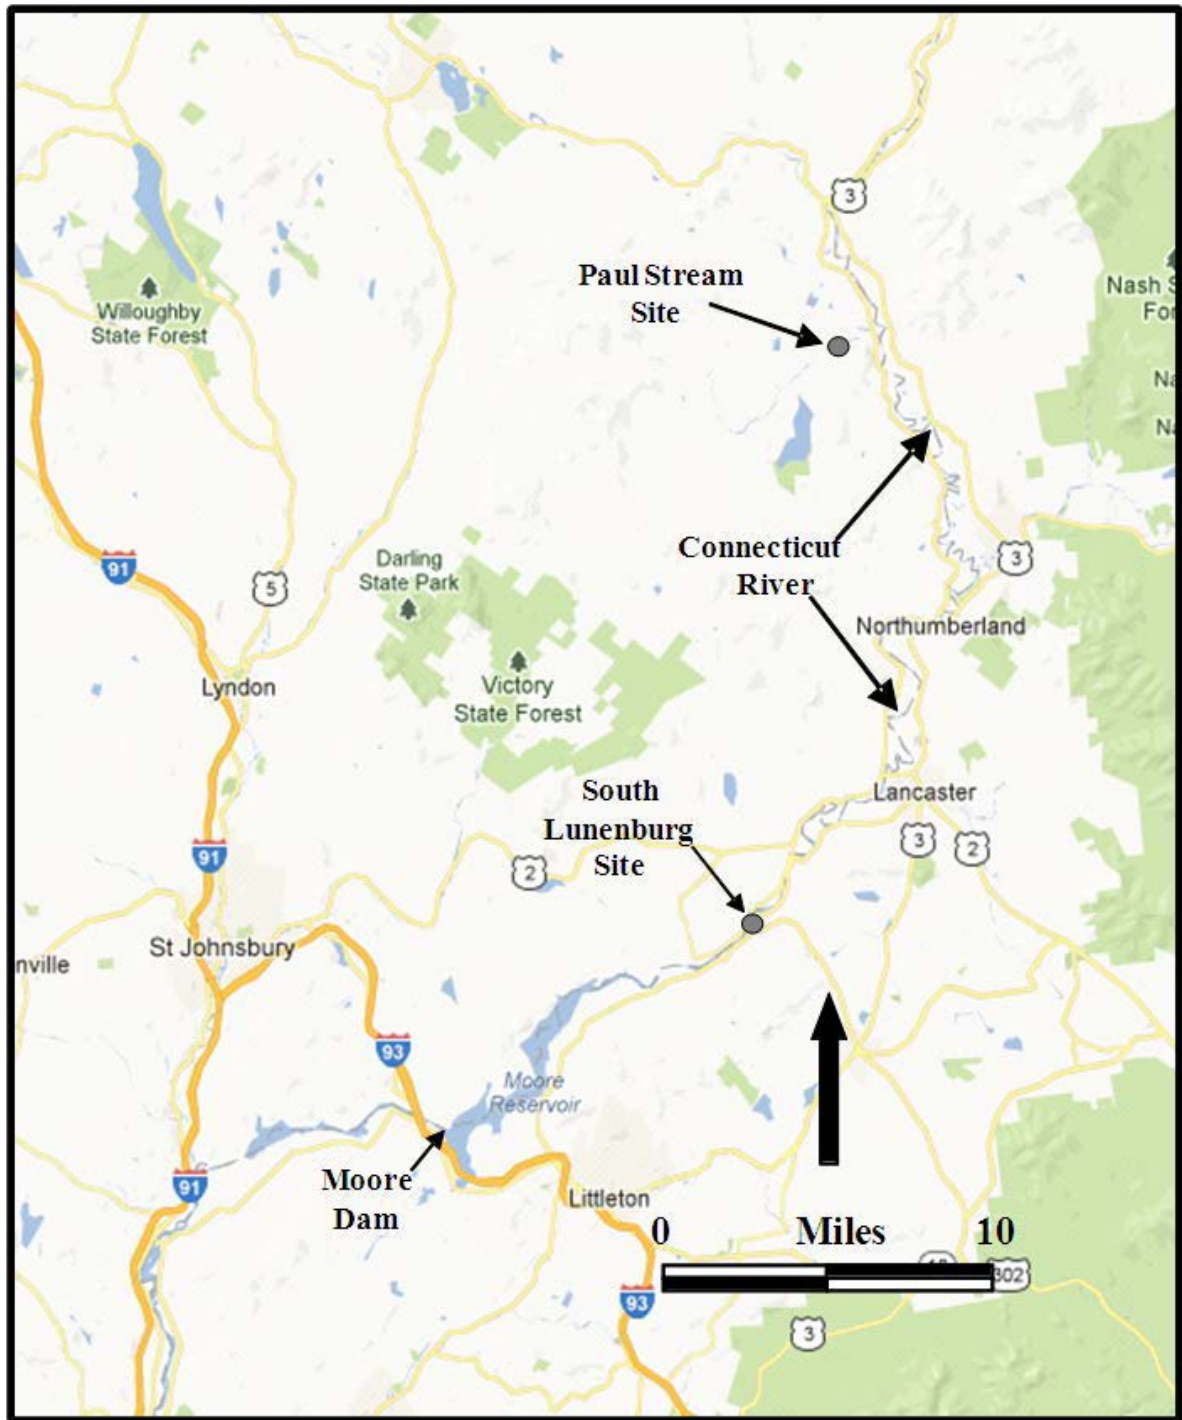 3
Paul Stream
Site
Nash S
For
Willoughby
State Forest
Na
Na
Connecticut
River
3
91
Darling
State Park
5
Northumberland
Lyndon
Victory
State Forest
South
Lunenburg
Site
Lancaster
3
2
91
2
St Johnsbury
nville
93
Moore
Reservoir
Moore
Dam
91
Littleton
0 Miles 10
302
93
3